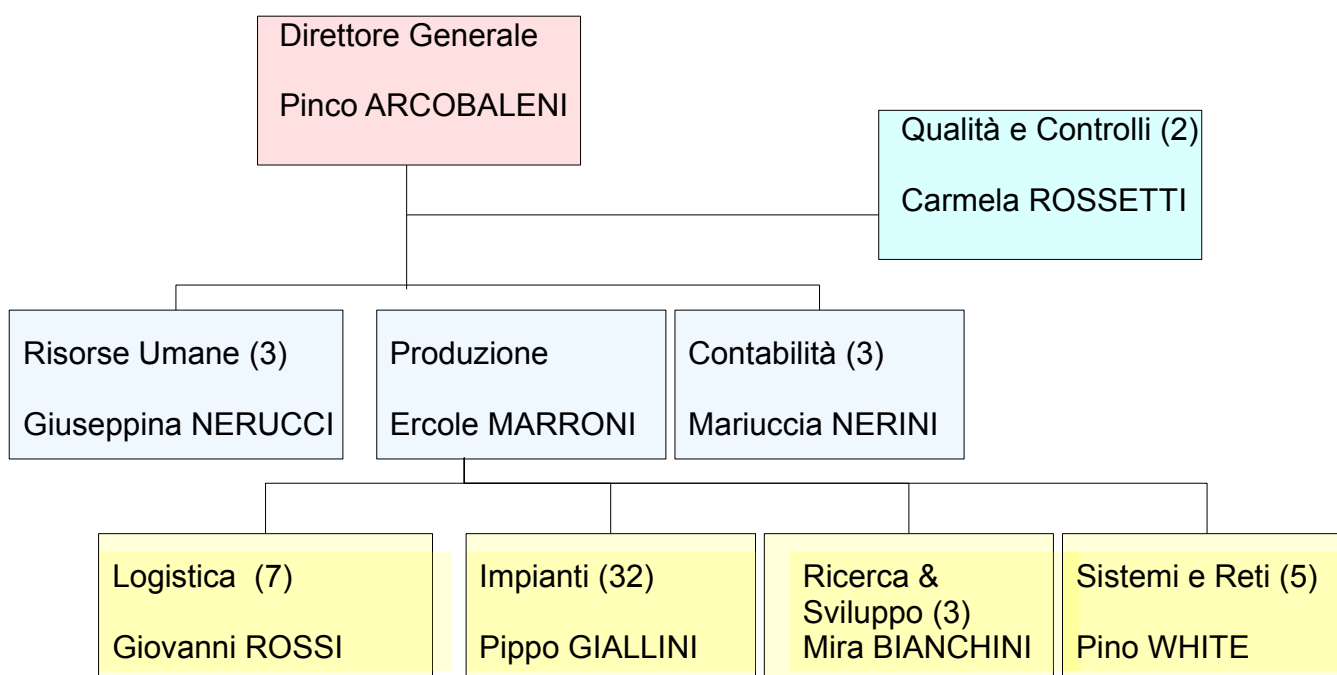 Direttore Generale
Pinco ARCOBALENI
Qualità e Controlli (2)
Carmela ROSSETTI
Risorse Umane (3)
Giuseppina NERUCCI
Produzione
Ercole MARRONI
Contabilità (3)
Mariuccia NERINI
Logistica  (7)
Giovanni ROSSI
Impianti (32)
Pippo GIALLINI
Ricerca &
Sviluppo (3)
Mira BIANCHINI
Sistemi e Reti (5)
Pino WHITE